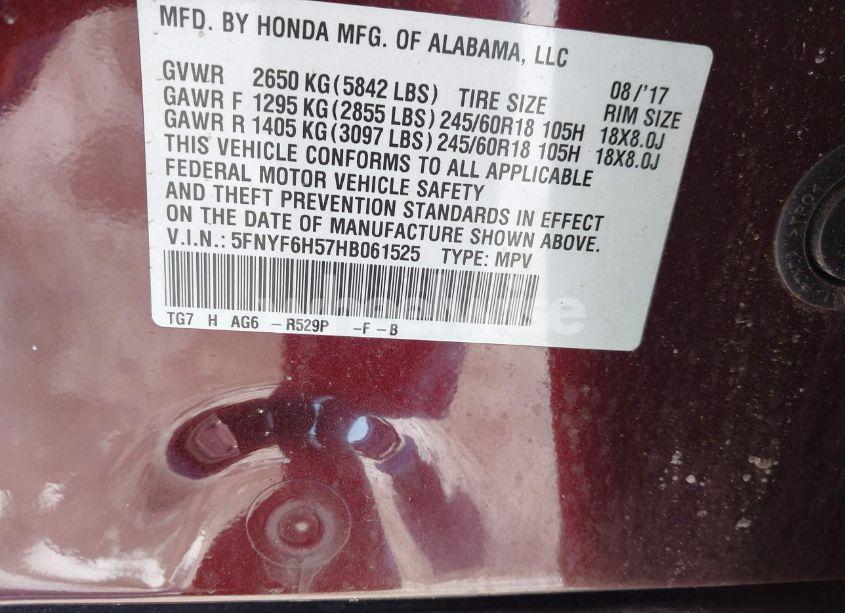 MFD. BY HONDA MFG. OF ALABAMA, LLC
08/'17
GVWR 2650 KG(5842 LBS) TIRE SIZE RIM SIZE
GAWR F 1295 KG(2855 LBS) 245/60R18 105H 18X8.0J
GAWR R 1405 KG(3097 LBS) 245/60R18 105H 18X8.0J
THIS VEHICLE CONFORMS TO ALL APPLICABLE
FEDERAL MOTOR VEHICLE SAFETY
AND THEFT PREVENTION STANDARDS IN EFFECT
ON THE DATE OF MANUFACTURE SHOWN ABOVE.
V.I.N.: 5FNYF6H57HB061525 TYPE: MPV
TG7 H AG6 -R529P -F-B